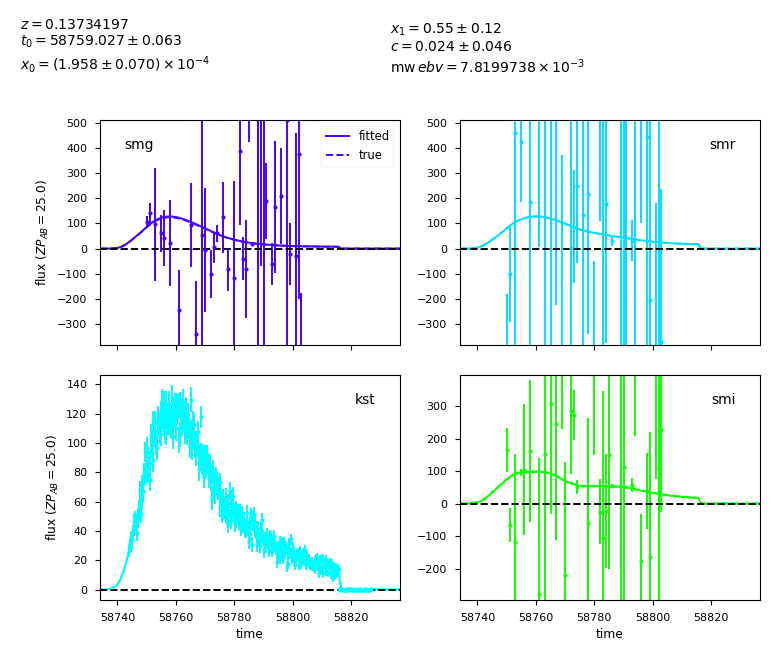 z = 0.13734197
t₀ = 58759.027 ± 0.063
x₀ = (1.958 ± 0.070) × 10⁻⁴
x₁ = 0.55 ± 0.12
c = 0.024 ± 0.046
mw ebv = 7.8199738 × 10⁻³
500
400
300
200
100
0
−100
−200
−300
flux (ZP_AB = 25.0)
smg
fitted
true
500
400
300
200
100
0
−100
−200
−300
smr
140
120
100
80
60
40
20
0
flux (ZP_AB = 25.0)
kst
58740 58760 58780 58800 58820
time
300
200
100
0
−100
−200
smi
58740 58760 58780 58800 58820
time